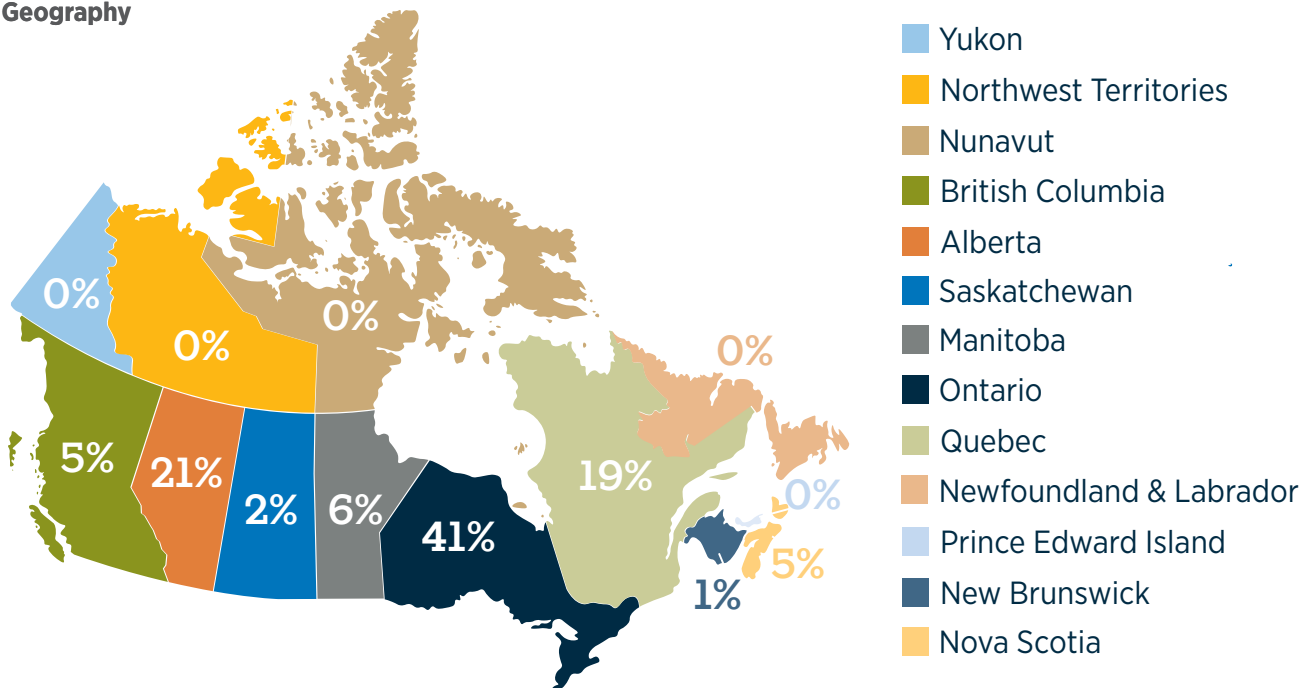 Geography
0%
0%
0%
5%
21%
2%
6%
41%
19%
0%
0%
5%
1%
Yukon
Northwest Territories
Nunavut
British Columbia
Alberta
Saskatchewan
Manitoba
Ontario
Quebec
Newfoundland & Labrador
Prince Edward Island
New Brunswick
Nova Scotia